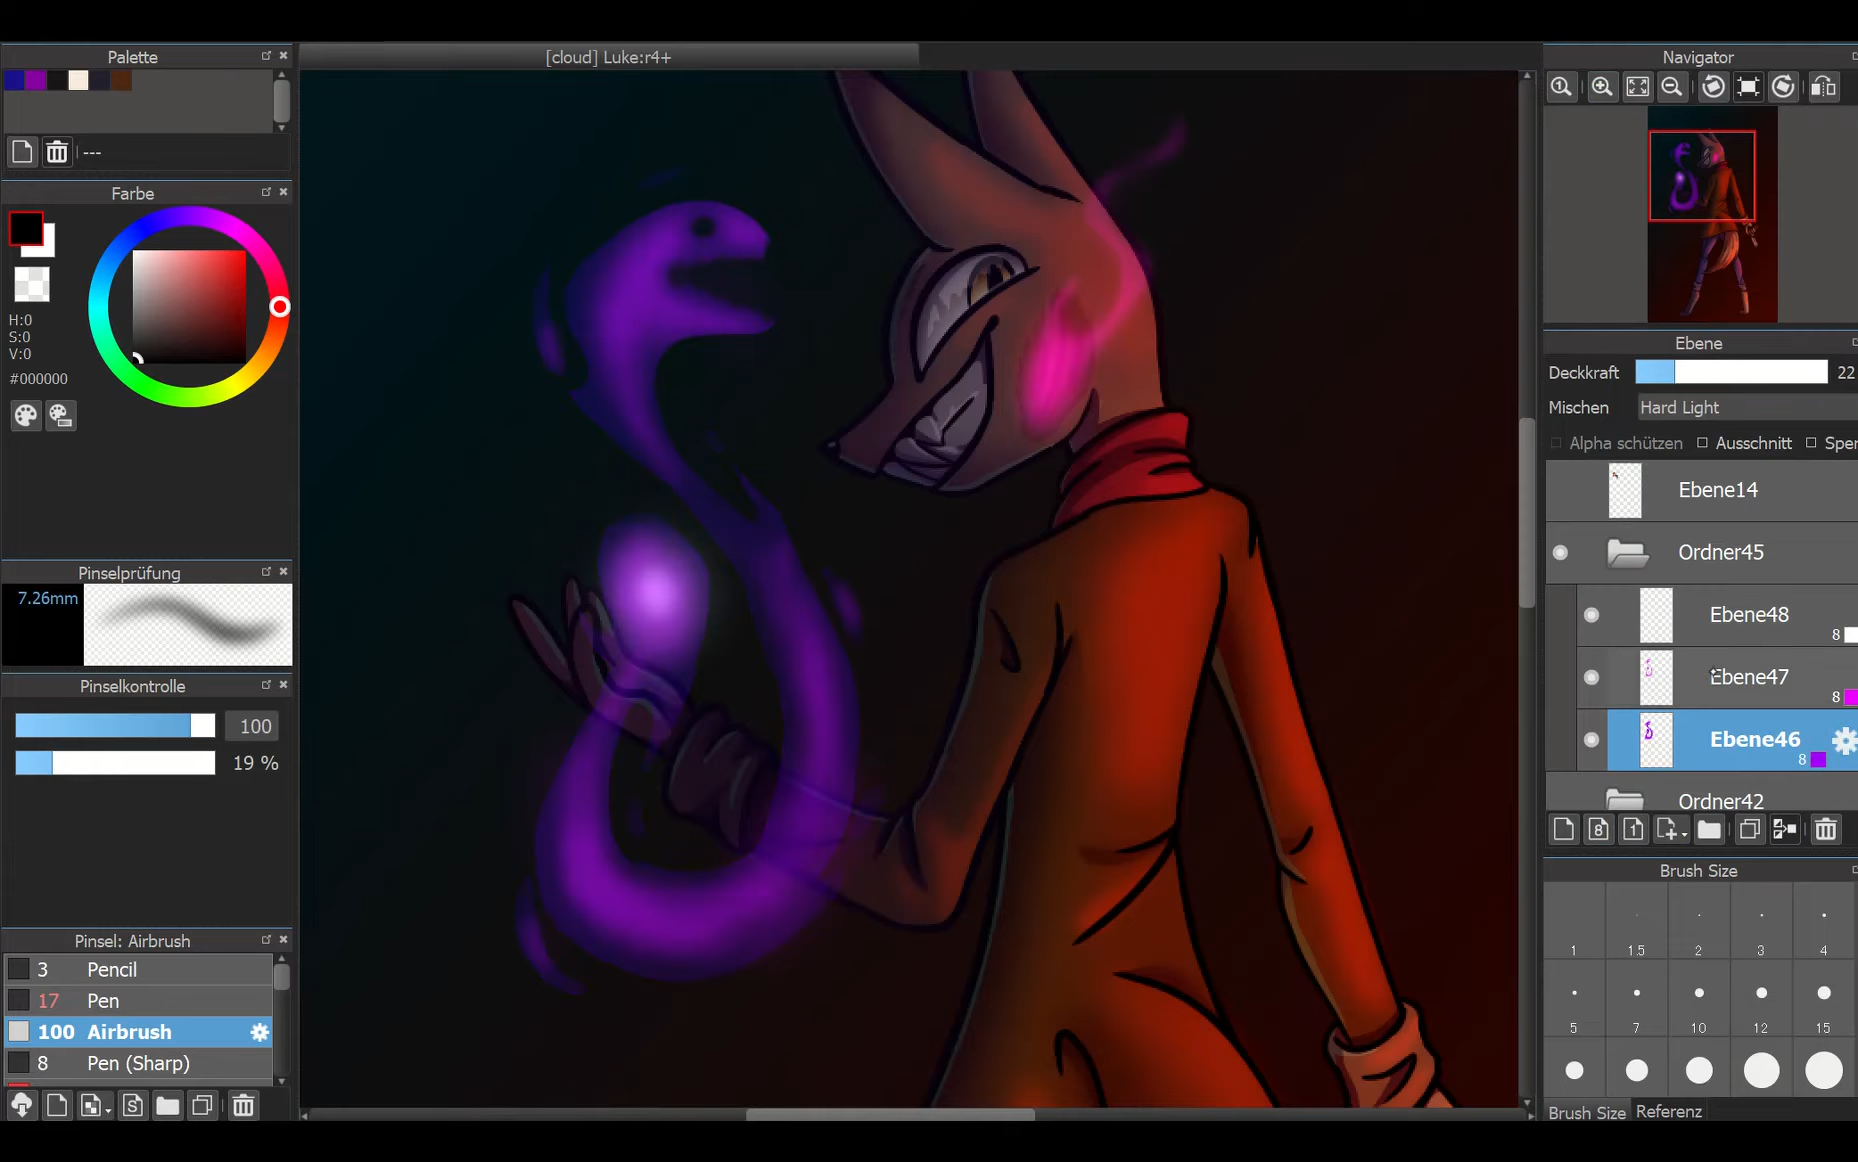 Palette
[cloud] Luke:r4+
Navigator
---
Farbe
H:0
S:0
V:0
#000000
Pinselprüfung
7.26mm
Pinselkontrolle
100
19 %
Pinsel: Airbrush
3 Pencil
17 Pen
100 Airbrush
8 Pen (Sharp)
Ebene
Deckkraft 22
Mischen Hard Light
Alpha schützen Ausschnitt Sper
Ebene14
Ordner45
Ebene48
8
Ebene47
8
Ebene46
8
Ordner42
8 1
Brush Size
1 1.5 2 3 4
5 7 10 12 15
Brush Size Referenz